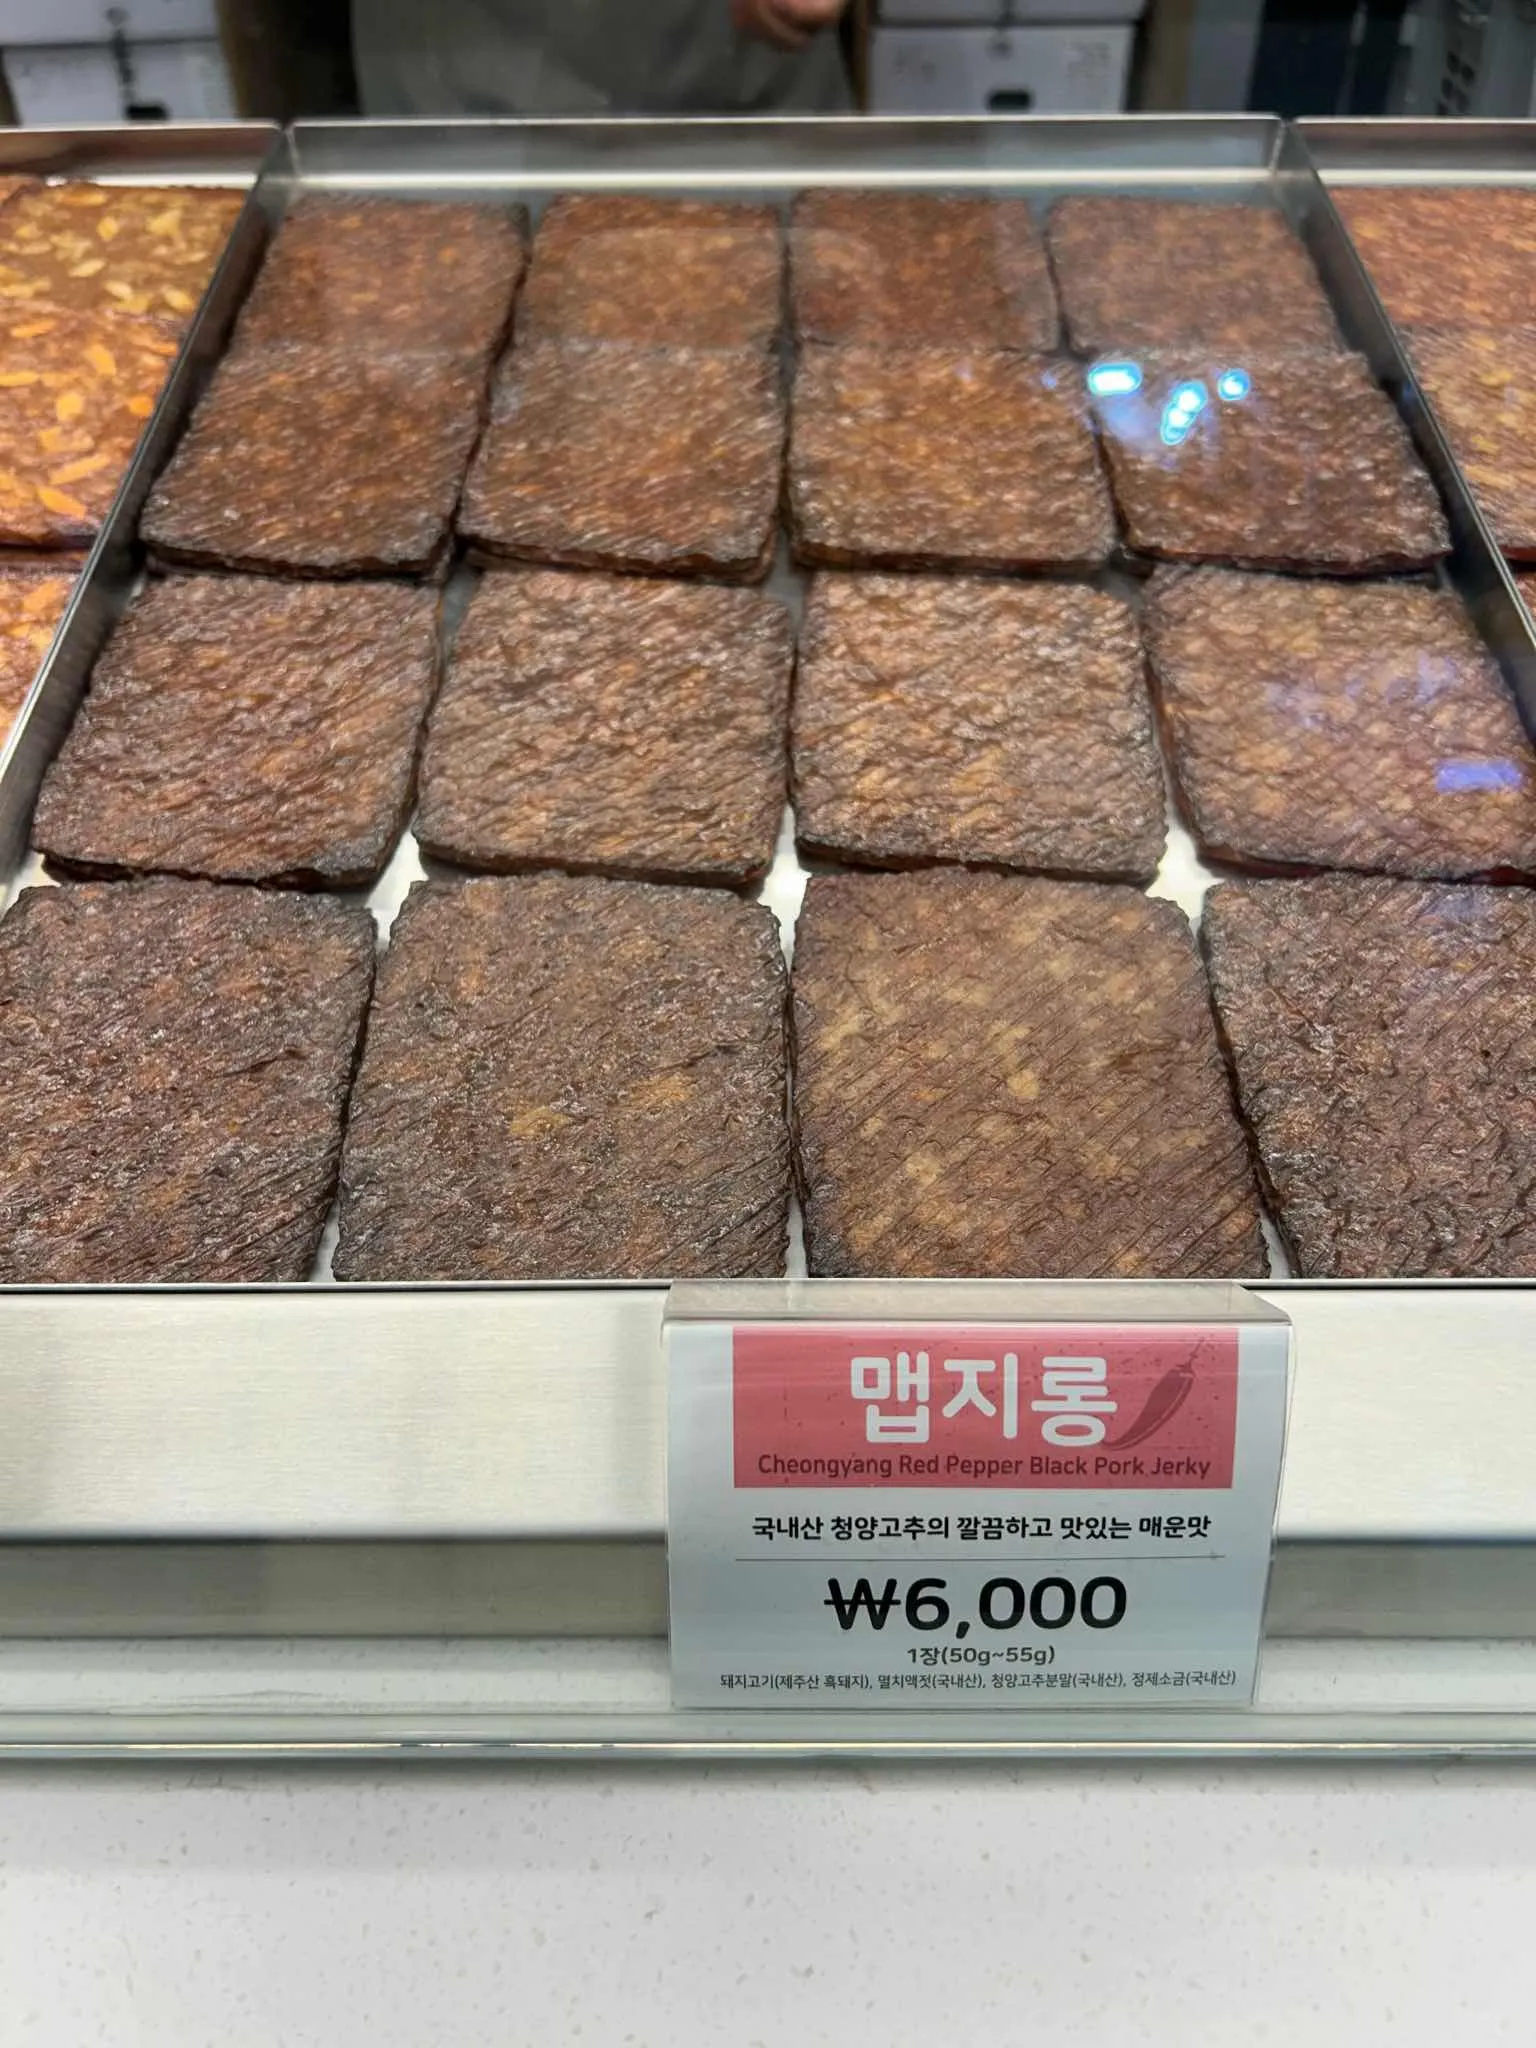 맵지롱
Cheongyang Red Pepper Black Pork Jerky
국내산 청양고추의 깔끔하고 맛있는 매운맛
₩6,000
1장(50g~55g)
돼지고기(제주산 흑돼지), 멸치액젓(국내산), 청양고추분말(국내산), 정제소금(국내산)